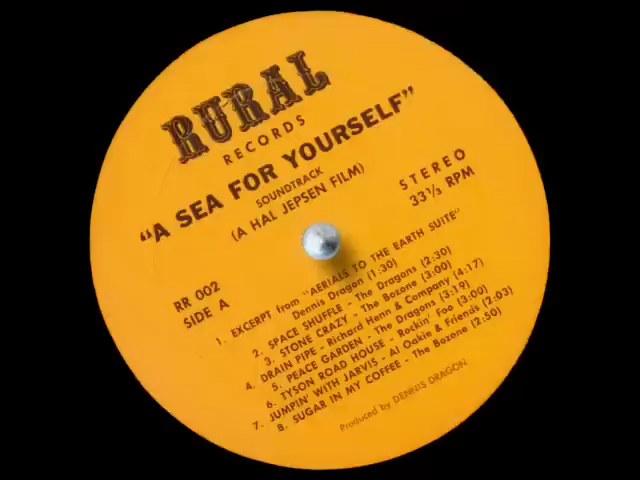 RURAL
RECORDS
"A SEA FOR YOURSELF"
SOUNDTRACK
(A HAL JEPSEN FILM)
STEREO
33⅓ RPM
RR 002
SIDE A
1. EXCERPT from "AERIALS TO THE EARTH SUITE"
Dennis Dragon (1:30)
2. SPACE SHUFFLE - The Dragons (2:30)
3. STONE CRAZY - The Bozone (3:00)
4. DRAIN PIPE - Richard Henn & Company (4:17)
5. PEACE GARDEN - The Dragons (3:19)
6. TYSON ROAD HOUSE - Rockin' Foo (3:00)
7. JUMPIN' WITH JARVIS - Al Oakie & Friends (2:03)
8. SUGAR IN MY COFFEE - The Bozone (2:50)
Produced by DENNIS DRAGON